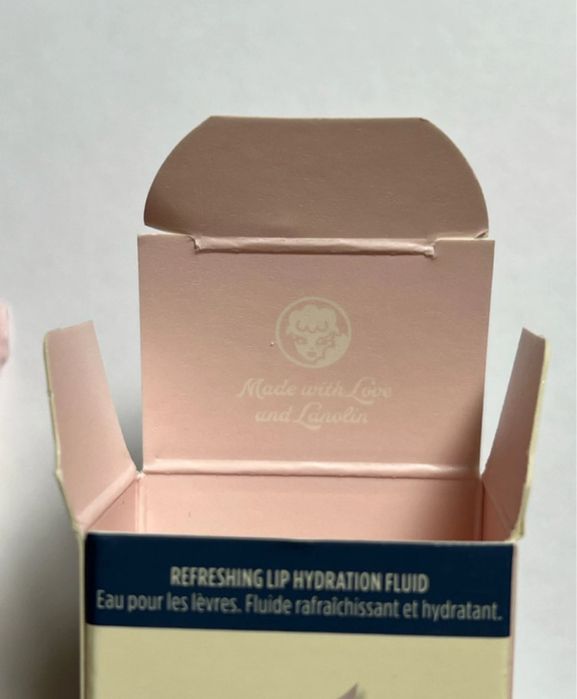 Made with Love
and Lanolin
REFRESHING LIP HYDRATION FLUID
Eau pour les lèvres. Fluide rafraîchissant et hydratant.